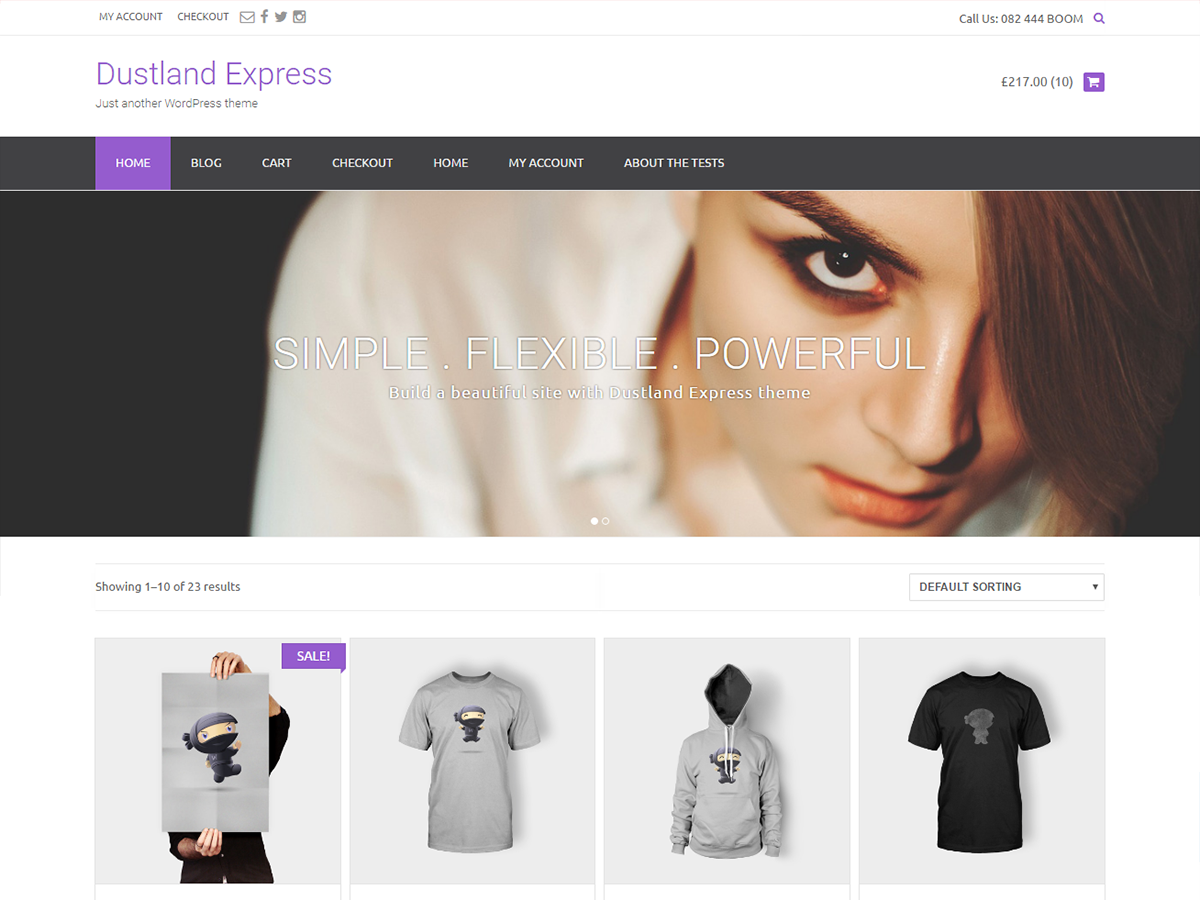 MY ACCOUNT CHECKOUT
Call Us: 082 444 BOOM
Dustland Express
Just another WordPress theme
£217.00 (10)
HOME BLOG CART CHECKOUT HOME MY ACCOUNT ABOUT THE TESTS
SIMPLE . FLEXIBLE . POWERFUL
Build a beautiful site with Dustland Express theme
Showing 1–10 of 23 results
DEFAULT SORTING
SALE!